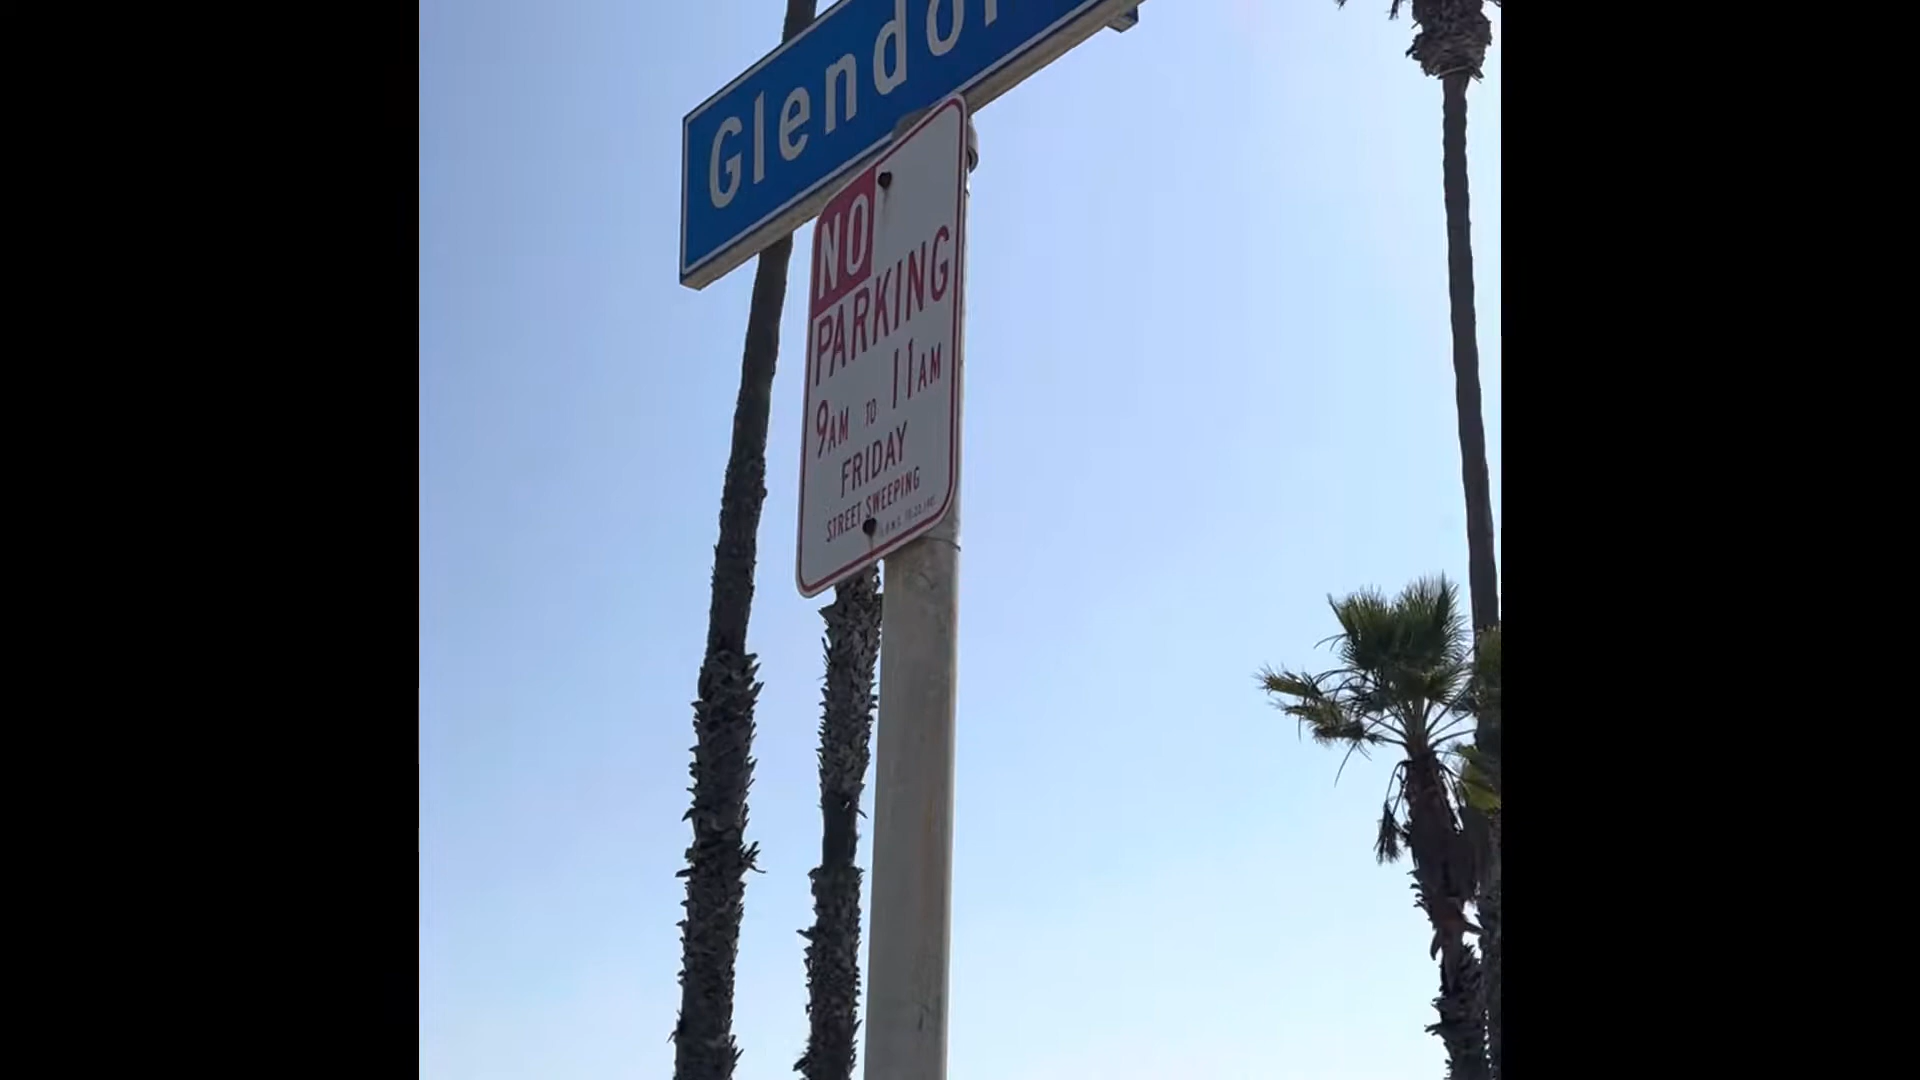 Glendo
NO
PARKING
9AM TO 11AM
FRIDAY
STREET SWEEPING